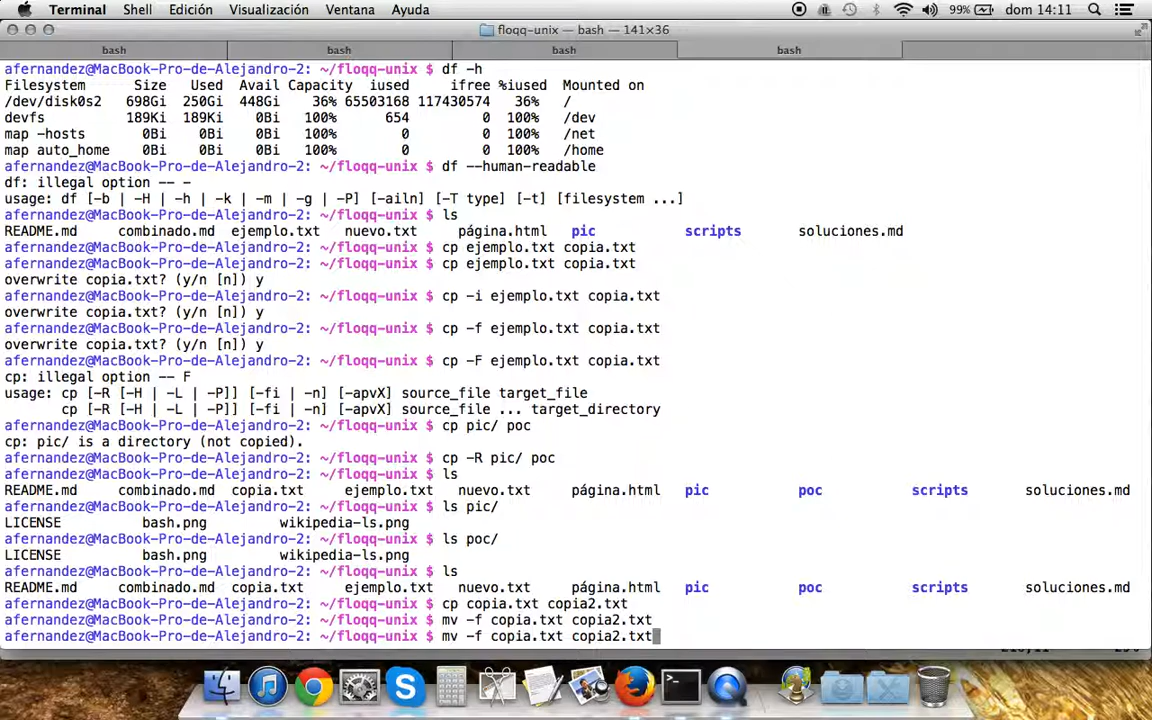 Terminal Shell Edición Visualización Ventana Ayuda 99% dom 14:11
floqq-unix — bash — 141×36
bash bash bash bash
afernandez@MacBook-Pro-de-Alejandro-2: ~/floqq-unix $ df -h
Filesystem Size Used Avail Capacity iused ifree %iused Mounted on
/dev/disk0s2 698Gi 250Gi 448Gi 36% 65503168 117430574 36% /
devfs 189Ki 189Ki 0Bi 100% 654 0 100% /dev
map -hosts 0Bi 0Bi 0Bi 100% 0 0 100% /net
map auto_home 0Bi 0Bi 0Bi 100% 0 0 100% /home
afernandez@MacBook-Pro-de-Alejandro-2: ~/floqq-unix $ df --human-readable
df: illegal option -- -
usage: df [-b | -H | -h | -k | -m | -g | -P] [-ailn] [-T type] [-t] [filesystem ...]
afernandez@MacBook-Pro-de-Alejandro-2: ~/floqq-unix $ ls
README.md combinado.md ejemplo.txt nuevo.txt página.html pic scripts soluciones.md
afernandez@MacBook-Pro-de-Alejandro-2: ~/floqq-unix $ cp ejemplo.txt copia.txt
afernandez@MacBook-Pro-de-Alejandro-2: ~/floqq-unix $ cp ejemplo.txt copia.txt
overwrite copia.txt? (y/n [n]) y
afernandez@MacBook-Pro-de-Alejandro-2: ~/floqq-unix $ cp -i ejemplo.txt copia.txt
overwrite copia.txt? (y/n [n]) y
afernandez@MacBook-Pro-de-Alejandro-2: ~/floqq-unix $ cp -f ejemplo.txt copia.txt
overwrite copia.txt? (y/n [n]) y
afernandez@MacBook-Pro-de-Alejandro-2: ~/floqq-unix $ cp -F ejemplo.txt copia.txt
cp: illegal option -- F
usage: cp [-R [-H | -L | -P]] [-fi | -n] [-apvX] source_file target_file
cp [-R [-H | -L | -P]] [-fi | -n] [-apvX] source_file ... target_directory
afernandez@MacBook-Pro-de-Alejandro-2: ~/floqq-unix $ cp pic/ poc
cp: pic/ is a directory (not copied).
afernandez@MacBook-Pro-de-Alejandro-2: ~/floqq-unix $ cp -R pic/ poc
afernandez@MacBook-Pro-de-Alejandro-2: ~/floqq-unix $ ls
README.md combinado.md copia.txt ejemplo.txt nuevo.txt página.html pic poc scripts soluciones.md
afernandez@MacBook-Pro-de-Alejandro-2: ~/floqq-unix $ ls pic/
LICENSE bash.png wikipedia-ls.png
afernandez@MacBook-Pro-de-Alejandro-2: ~/floqq-unix $ ls poc/
LICENSE bash.png wikipedia-ls.png
afernandez@MacBook-Pro-de-Alejandro-2: ~/floqq-unix $ ls
README.md combinado.md copia.txt ejemplo.txt nuevo.txt página.html pic poc scripts soluciones.md
afernandez@MacBook-Pro-de-Alejandro-2: ~/floqq-unix $ cp copia.txt copia2.txt
afernandez@MacBook-Pro-de-Alejandro-2: ~/floqq-unix $ mv -f copia.txt copia2.txt
afernandez@MacBook-Pro-de-Alejandro-2: ~/floqq-unix $ mv -f copia.txt copia2.txt